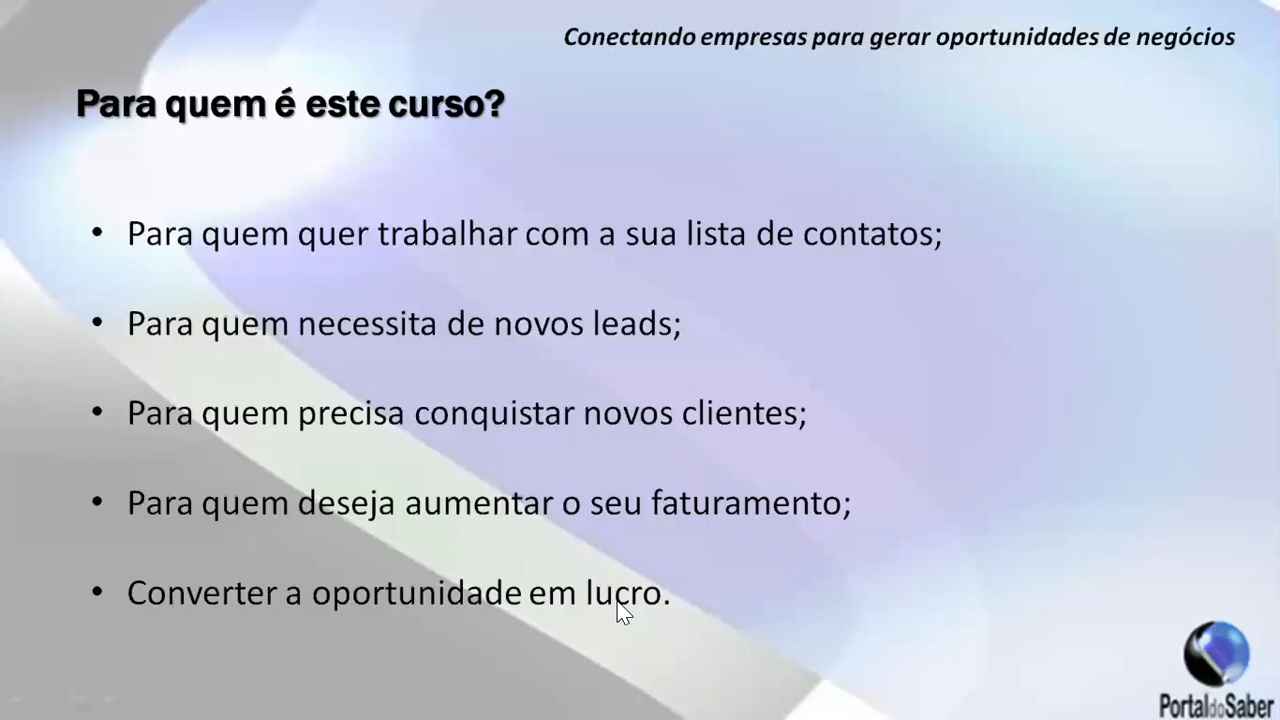 Conectando empresas para gerar oportunidades de negócios
Para quem é este curso?
• Para quem quer trabalhar com a sua lista de contatos;
• Para quem necessita de novos leads;
• Para quem precisa conquistar novos clientes;
• Para quem deseja aumentar o seu faturamento;
• Converter a oportunidade em lucro.
PortaldoSaber